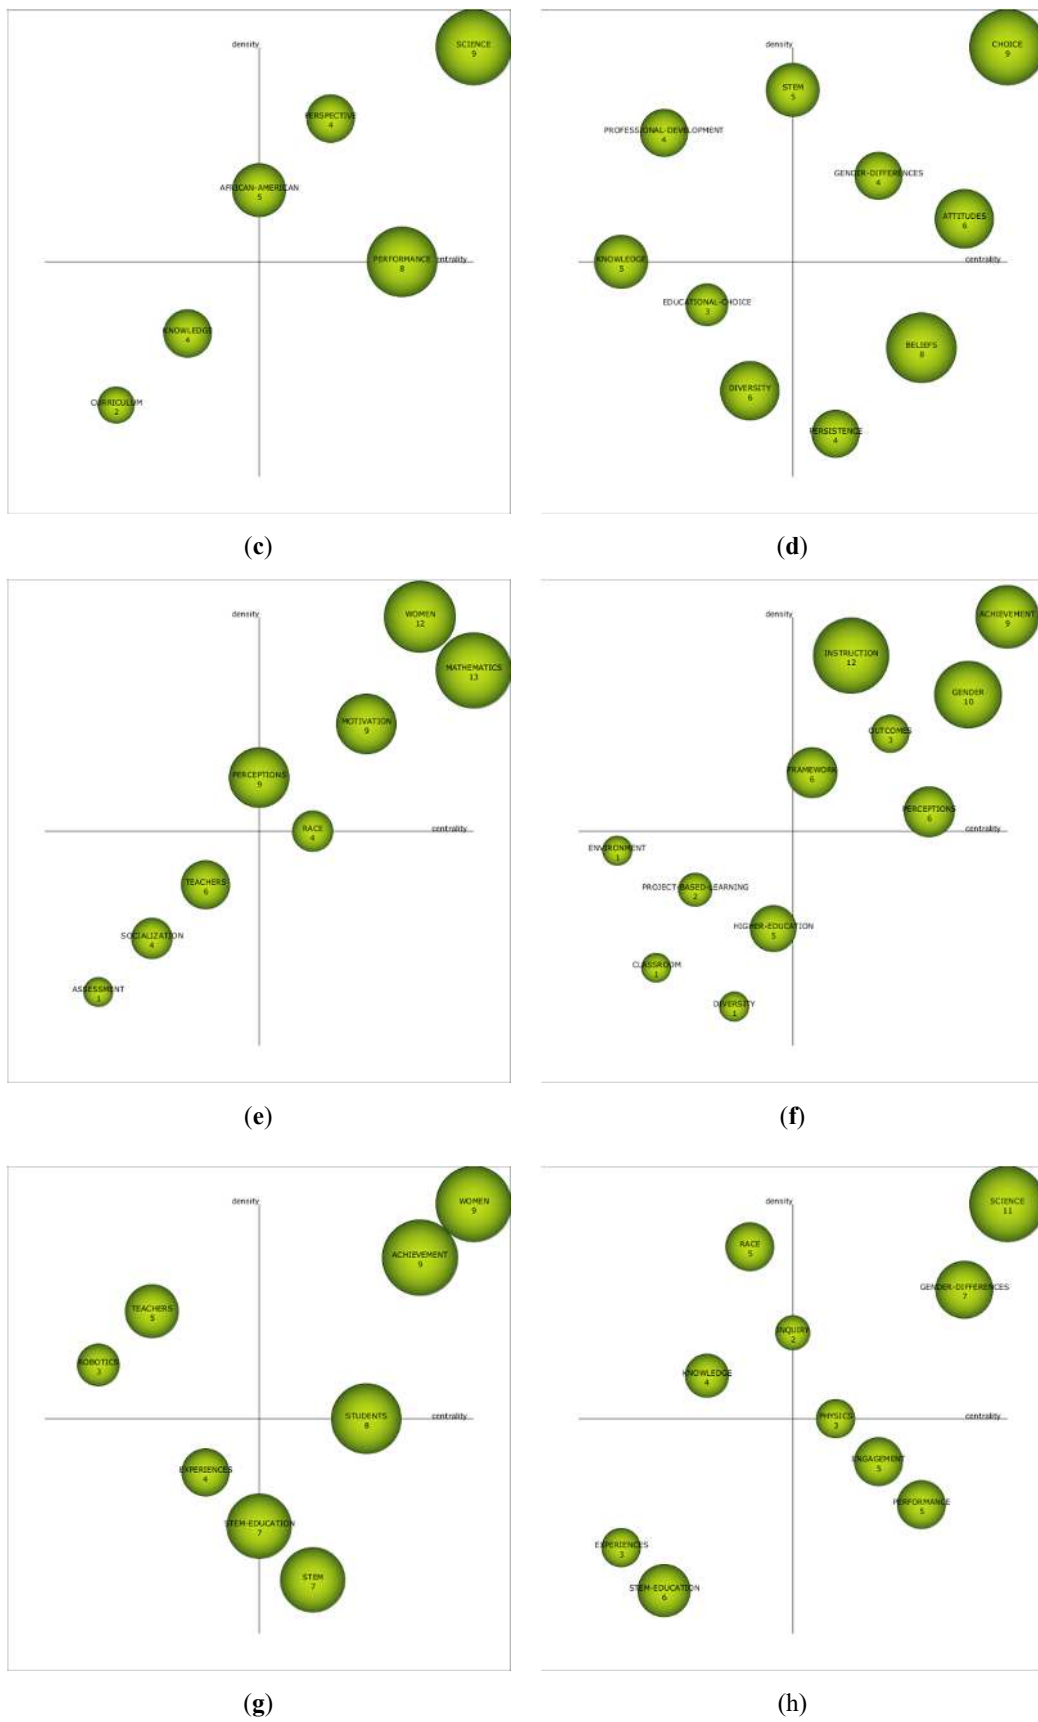 density
SCIENCE
9
PERSPECTIVE
4
AFRICAN-AMERICAN
5
PERFORMANCE
8
entrality
KNOWLEDGE
4
CURRICULUM
2
(c)
density
CHOICE
9
STEM
5
PROFESSIONAL-DEVELOPMENT
4
GENDER-DIFFERENCES
4
ATTITUDES
6
KNOWLEDGE
5
centrality
EDUCATIONAL-CHOICE
3
BELIEFS
8
DIVERSITY
6
PERSISTENCE
4
(d)
density
WOMEN
12
MATHEMATICS
13
MOTIVATION
9
PERCEPTIONS
9
RACE
4
centrality
TEACHERS
6
SOCIALIZATION
4
ASSESSMENT
1
(e)
density
ACHIEVEMENT
9
INSTRUCTION
12
GENDER
10
OUTCOMES
3
FRAMEWORK
6
PERCEPTIONS
6
centrality
ENVIRONMENT
1
PROJECT-BASED-LEARNING
2
HIGHER-EDUCATION
5
CLASSROOM
1
DIVERSITY
1
(f)
density
WOMEN
9
ACHIEVEMENT
9
TEACHERS
5
ROBOTICS
3
STUDENTS
8
centrality
EXPERIENCES
4
STEM-EDUCATION
7
STEM
7
(g)
density
SCIENCE
11
RACE
5
GENDER-DIFFERENCES
7
INQUIRY
2
KNOWLEDGE
4
PHYSICS
3
centrality
ENGAGEMENT
5
PERFORMANCE
5
EXPERIENCES
3
STEM-EDUCATION
6
(h)